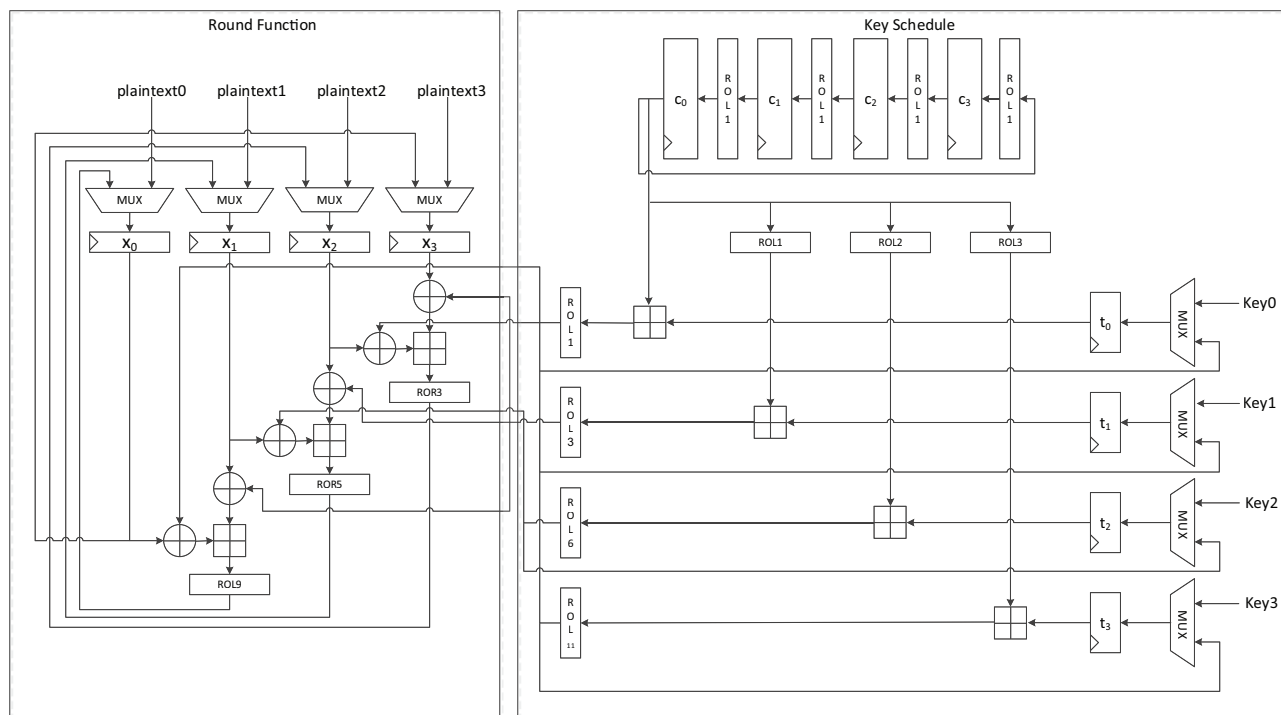 Round Function
Key Schedule
plaintext0 plaintext1 plaintext2 plaintext3
C0 ROL1 C1 ROL1 C2 ROL1 C3 ROL1
MUX MUX MUX MUX
X0 X1 X2 X3
ROL1 ROL2 ROL3
ROL1 t0 MUX Key0
ROR3
ROL3 t1 MUX Key1
ROR5
ROL6 t2 MUX Key2
ROL9
ROL11 t3 MUX Key3